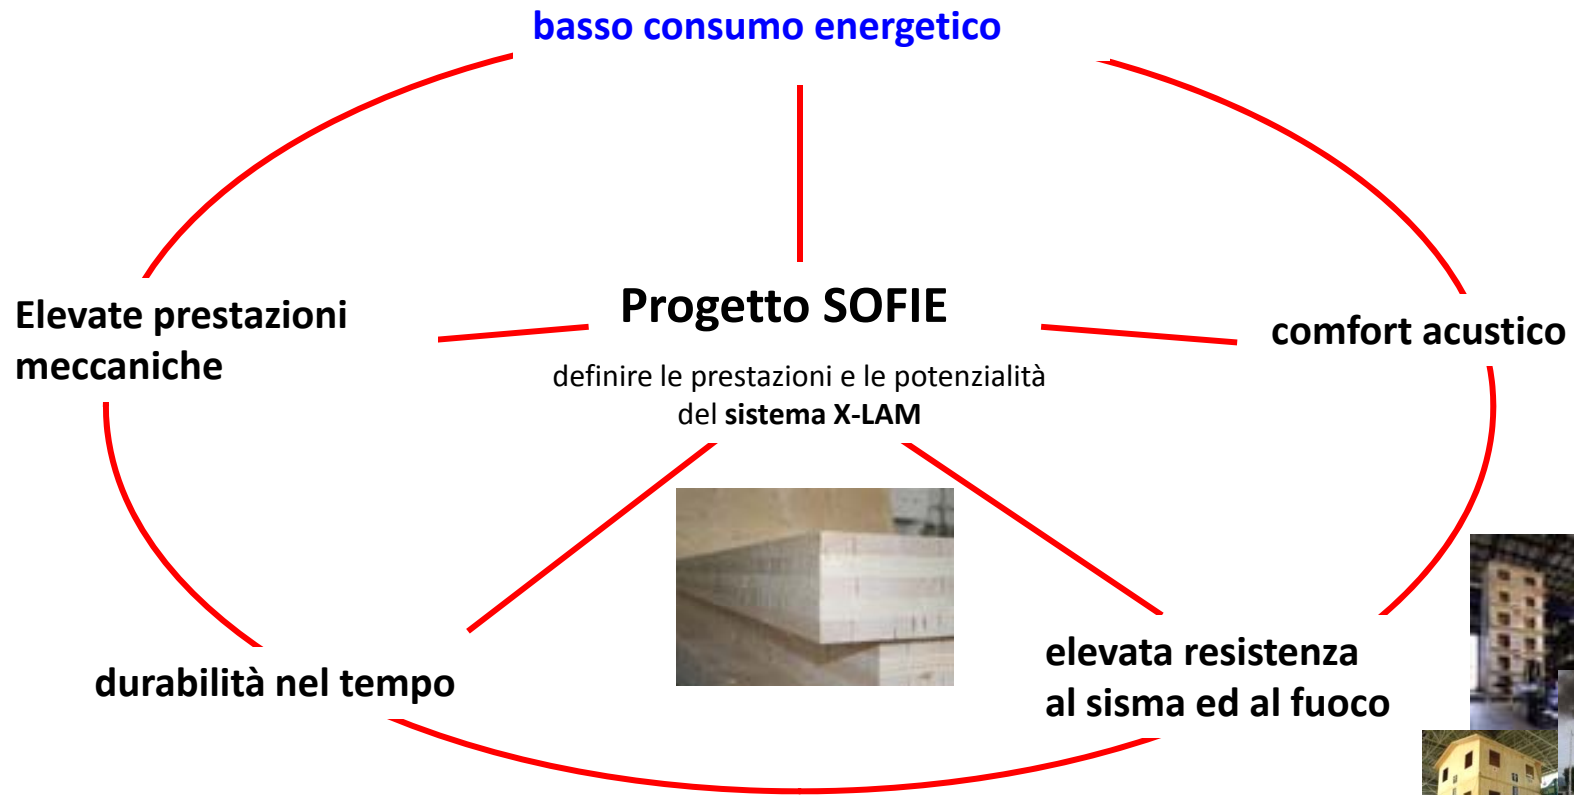 basso consumo energetico
Elevate prestazioni
meccaniche
Progetto SOFIE
definire le prestazioni e le potenzialità
del sistema X-LAM
comfort acustico
durabilità nel tempo
elevata resistenza
al sisma ed al fuoco